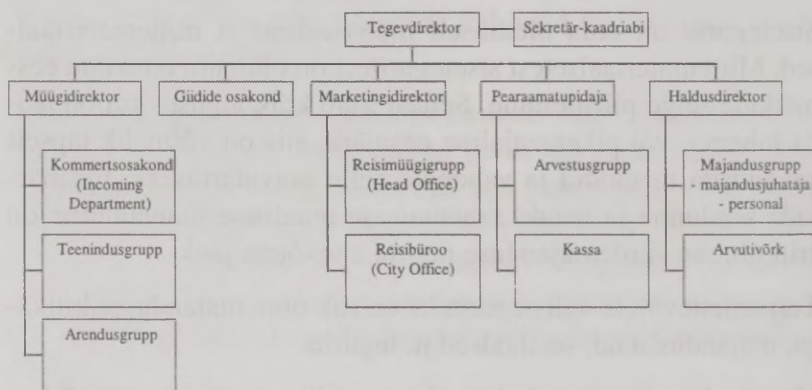 Tegevdirektor
Sekretär-kaadriabi
Müügidirektor
Giidide osakond
Marketingidirektor
Pearaamatupidaja
Haldusdirektor
Kommertsosakond
(Incoming
Department)
Reisimüügigrupp
(Head Office)
Arvestusgrupp
Majandusgrupp
- majandusjuhataja
- personal
Teenindusgrupp
Reisibüroo
(City Office)
Kassa
Arvutivõrk
Arendusgrupp